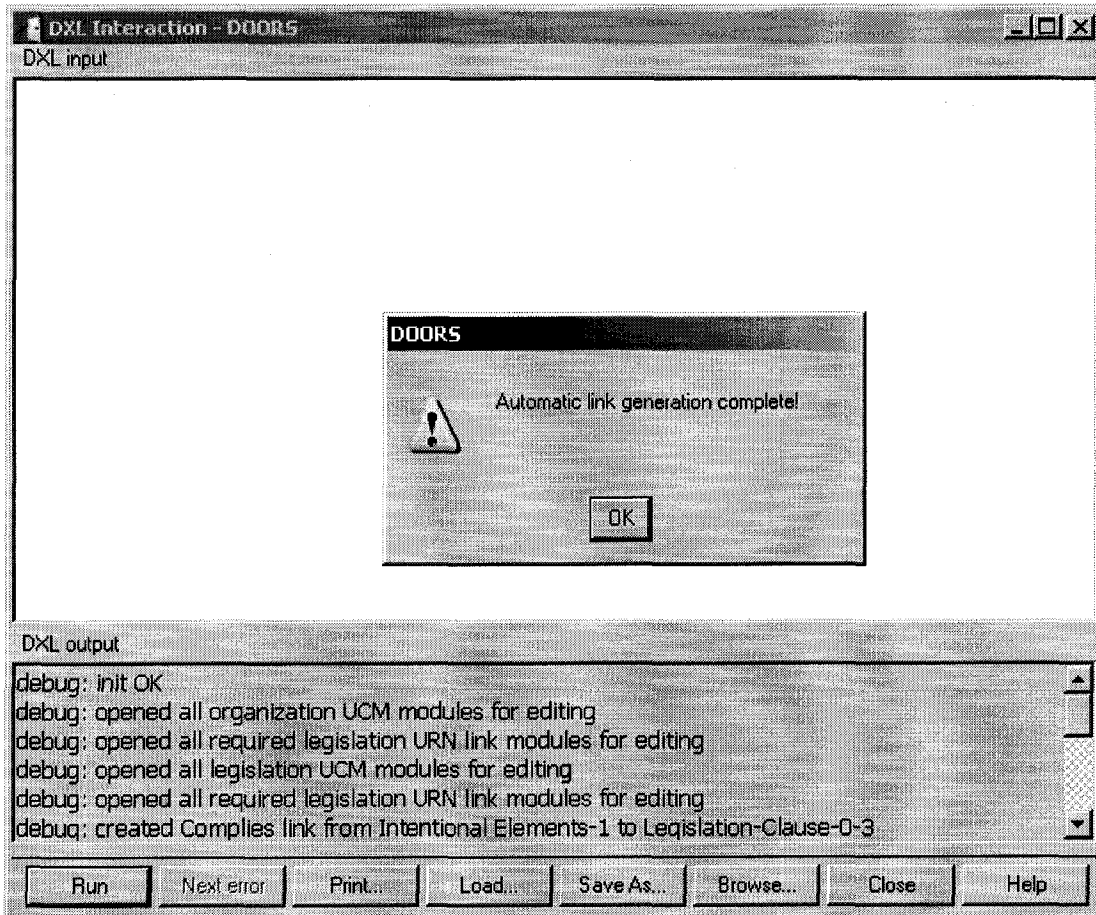 DXL Interaction - DOORS
DXL input
DOORS
Automatic link generation complete!
OK
DXL output
debug: init OK
debug: opened all organization UCM modules for editing
debug: opened all required legislation URN link modules for editing
debug: opened all legislation UCM modules for editing
debug: opened all required legislation URN link modules for editing
debug: created Complies link from Intentional Elements-1 to Legislation-Clause-0-3
Run Next error Print... Load... Save As... Browse... Close Help